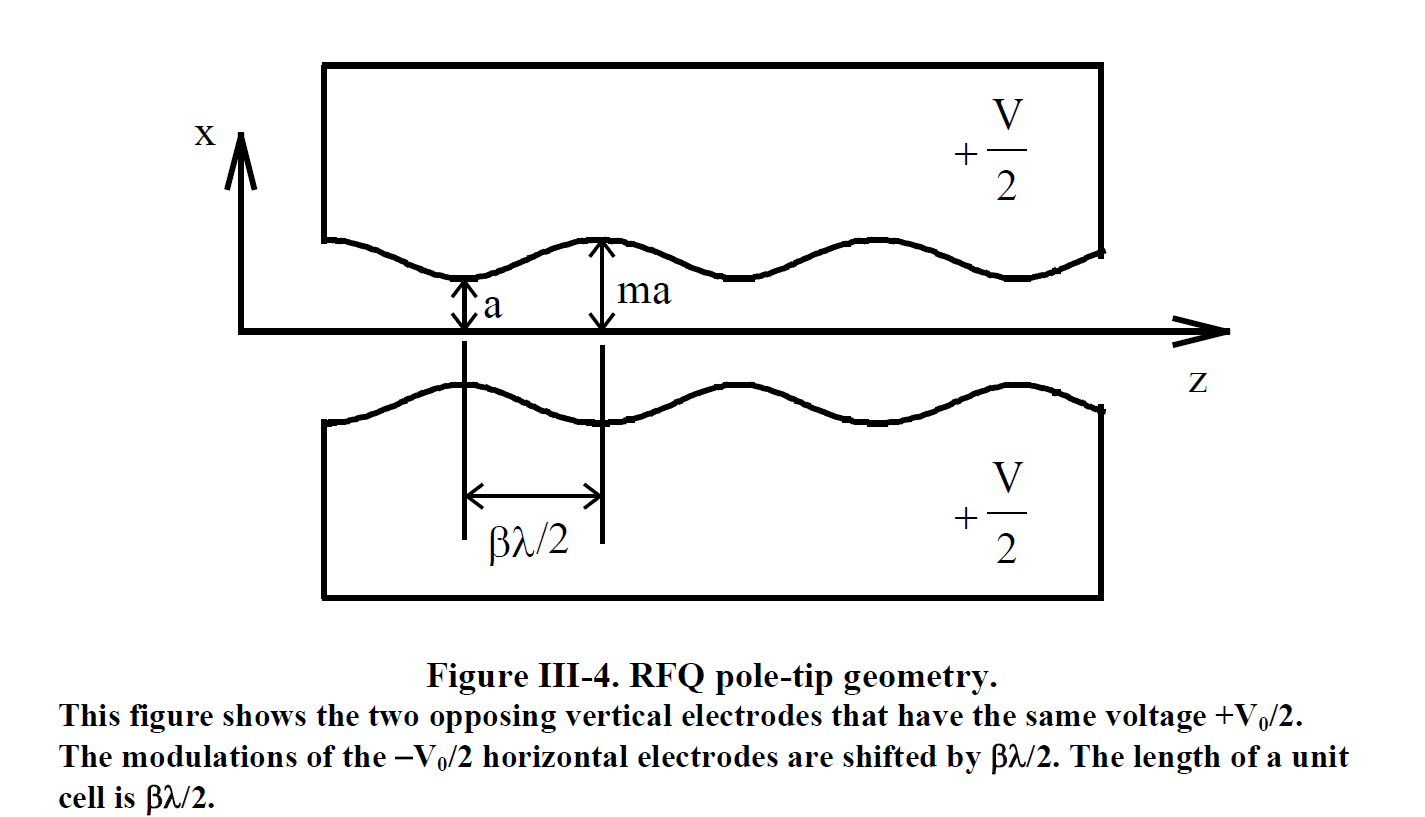 x
+ V/2
a
ma
z
βλ/2
+ V/2
Figure III-4. RFQ pole-tip geometry.
This figure shows the two opposing vertical electrodes that have the same voltage +V₀/2.
The modulations of the –V₀/2 horizontal electrodes are shifted by βλ/2. The length of a unit
cell is βλ/2.